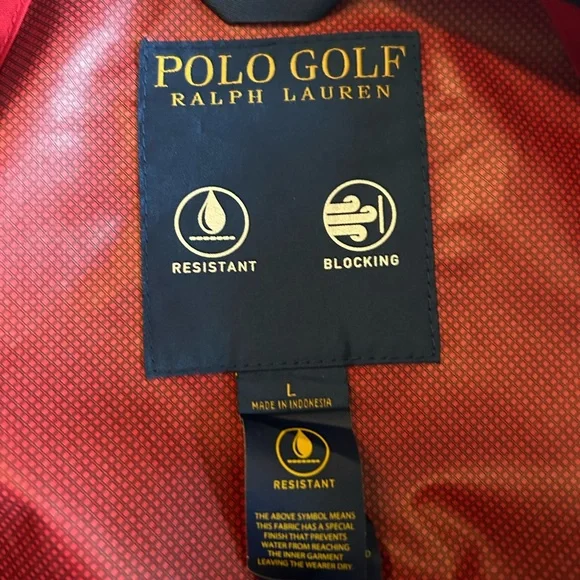 POLO GOLF
RALPH LAUREN
RESISTANT
BLOCKING
L
MADE IN INDONESIA
RESISTANT
THE ABOVE SYMBOL MEANS
THIS FABRIC HAS A SPECIAL
FINISH THAT PREVENTS
WATER FROM REACHING
THE INNER GARMENT
LEAVING THE WEARER DRY.